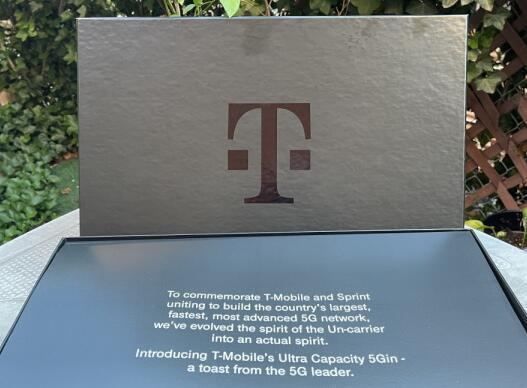 T
To commemorate T-Mobile and Sprint
uniting to build the country's largest,
fastest, most advanced 5G network,
we've evolved the spirit of the Un-carrier
into an actual spirit.
Introducing T-Mobile's Ultra Capacity 5Gin -
a toast from the 5G leader.